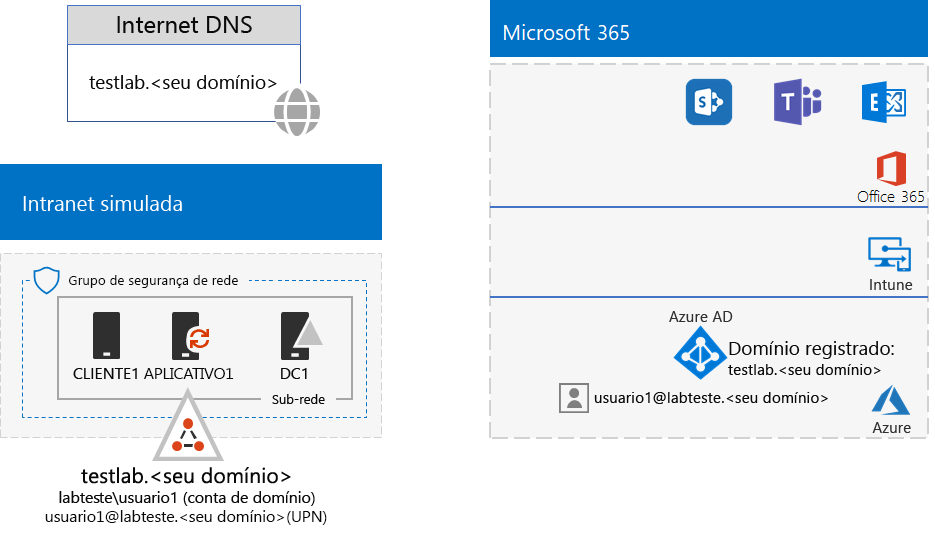 Internet DNS
testlab.<seu domínio>
Intranet simulada
Grupo de segurança de rede
CLIENTE1 APLICATIVO1 DC1
Sub-rede
testlab.<seu domínio>
labteste\usuario1 (conta de domínio)
usuario1@labteste.<seu domínio>(UPN)
Microsoft 365
S
T
E
Office 365
Intune
Azure AD
Domínio registrado:
testlab.<seu domínio>
usuario1@labteste.<seu domínio>
Azure